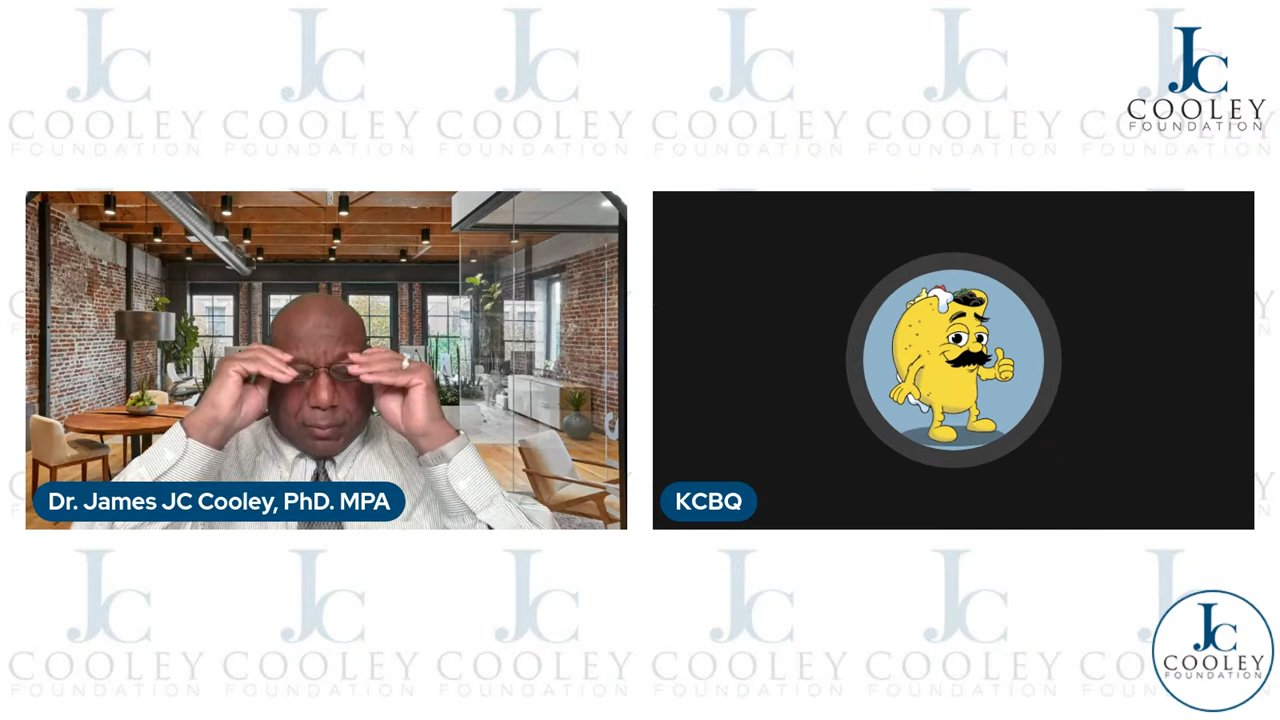 JC
COOLEY
FOUNDATION
Dr. James JC Cooley, PhD. MPA
KCBQ
JC
COOLEY
FOUNDATION